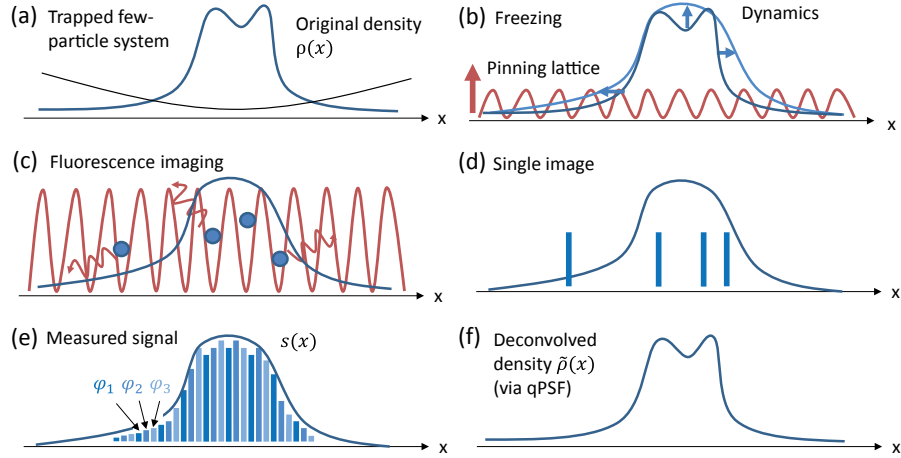 (a) Trapped few-
particle system
Original density
ρ(x)
x
(b) Freezing
Dynamics
Pinning lattice
x
(c) Fluorescence imaging
x
(d) Single image
x
(e) Measured signal
s(x)
φ₁ φ₂ φ₃
x
(f) Deconvolved
density ρ̃(x)
(via qPSF)
x